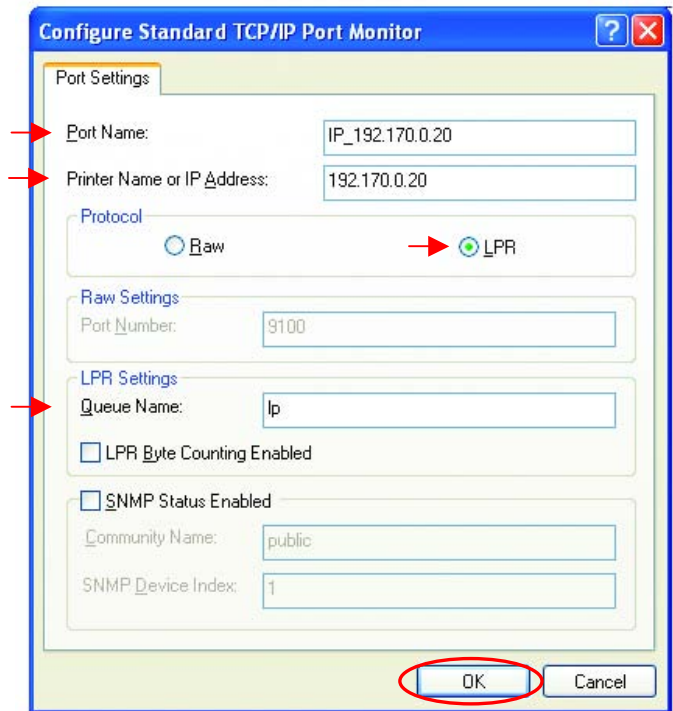 Configure Standard TCP/IP Port Monitor
Port Settings
Port Name: IP_192.170.0.20
Printer Name or IP Address: 192.170.0.20
Protocol
Raw LPR
Raw Settings
Port Number: 9100
LPR Settings
Queue Name: lp
LPR Byte Counting Enabled
SNMP Status Enabled
Community Name: public
SNMP Device Index: 1
OK Cancel